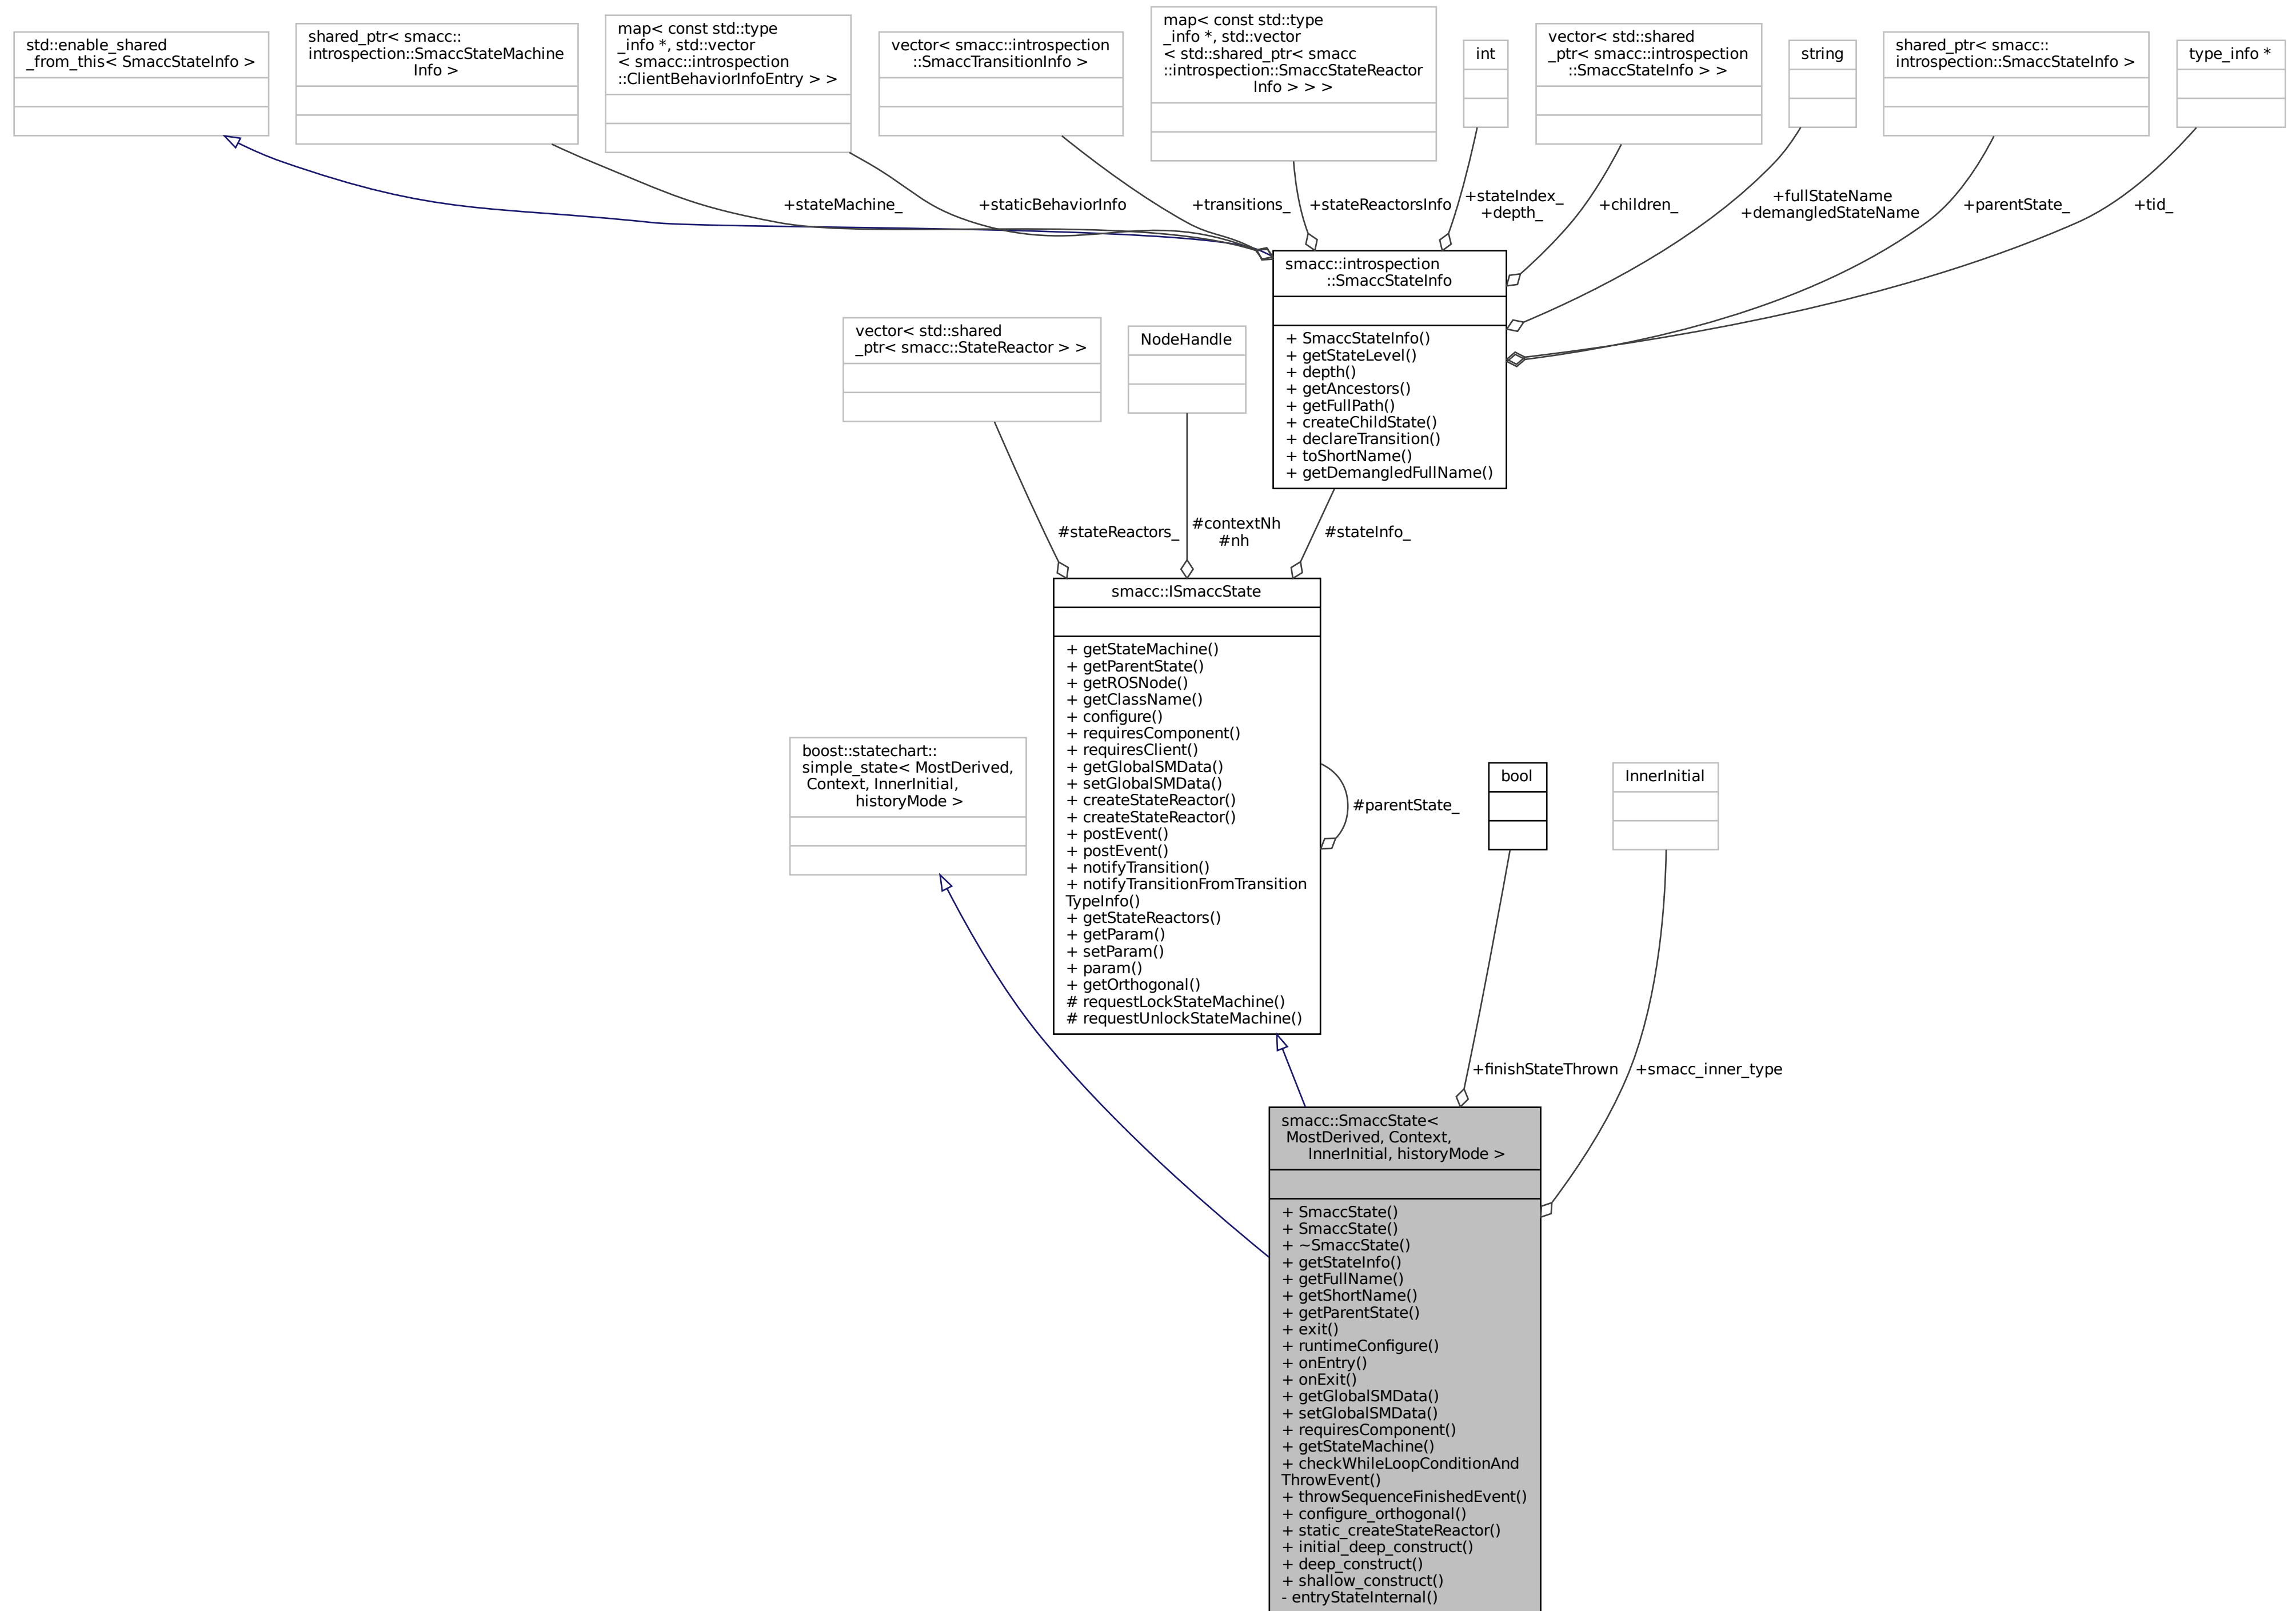 std::enable_shared
_from_this< SmaccStateInfo >
shared_ptr< smacc::
introspection::SmaccStateMachine
Info >
map< const std::type
_info *, std::vector
< smacc::introspection
::ClientBehaviorInfoEntry > >
vector< smacc::introspection
::SmaccTransitionInfo >
map< const std::type
_info *, std::vector
< std::shared_ptr< smacc
::introspection::SmaccStateReactor
Info > > >
int
vector< std::shared
_ptr< smacc::introspection
::SmaccStateInfo > >
string
shared_ptr< smacc::
introspection::SmaccStateInfo >
type_info *
+stateMachine_
+staticBehaviorInfo
+transitions_
+stateReactorsInfo
+stateIndex_
+depth_
+children_
+fullStateName
+demangledStateName
+parentState_
+tid_
smacc::introspection
::SmaccStateInfo
+ SmaccStateInfo()
+ getStateLevel()
+ depth()
+ getAncestors()
+ getFullPath()
+ createChildState()
+ declareTransition()
+ toShortName()
+ getDemangledFullName()
vector< std::shared
_ptr< smacc::StateReactor > >
NodeHandle
#stateReactors_
#contextNh
#nh
#stateInfo_
smacc::ISmaccState
+ getStateMachine()
+ getParentState()
+ getROSNode()
+ getClassName()
+ configure()
+ requiresComponent()
+ requiresClient()
+ getGlobalSMData()
+ setGlobalSMData()
+ createStateReactor()
+ createStateReactor()
+ postEvent()
+ postEvent()
+ notifyTransition()
+ notifyTransitionFromTransition
TypeInfo()
+ getStateReactors()
+ getParam()
+ setParam()
+ param()
+ getOrthogonal()
# requestLockStateMachine()
# requestUnlockStateMachine()
#parentState_
boost::statechart::
simple_state< MostDerived,
Context, InnerInitial,
historyMode >
bool
InnerInitial
+finishStateThrown
+smacc_inner_type
smacc::SmaccState<
MostDerived, Context,
InnerInitial, historyMode >
+ SmaccState()
+ SmaccState()
+ ~SmaccState()
+ getStateInfo()
+ getFullName()
+ getShortName()
+ getParentState()
+ exit()
+ runtimeConfigure()
+ onEntry()
+ onExit()
+ getGlobalSMData()
+ setGlobalSMData()
+ requiresComponent()
+ getStateMachine()
+ checkWhileLoopConditionAnd
ThrowEvent()
+ throwSequenceFinishedEvent()
+ configure_orthogonal()
+ static_createStateReactor()
+ initial_deep_construct()
+ deep_construct()
+ shallow_construct()
- entryStateInternal()